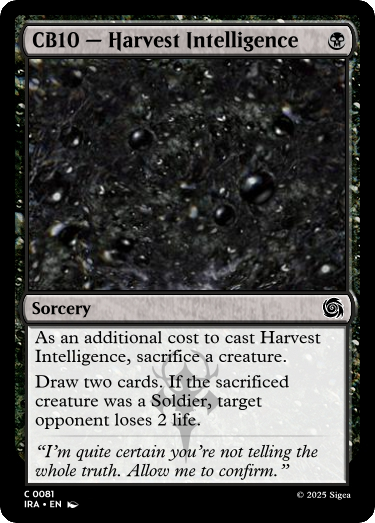 CB10 — Harvest Intelligence
Sorcery
As an additional cost to cast Harvest
Intelligence, sacrifice a creature.
Draw two cards. If the sacrificed
creature was a Soldier, target
opponent loses 2 life.
“I’m quite certain you’re not telling the
whole truth. Allow me to confirm.”
C 0081
IRA • EN
© 2025 Sigea